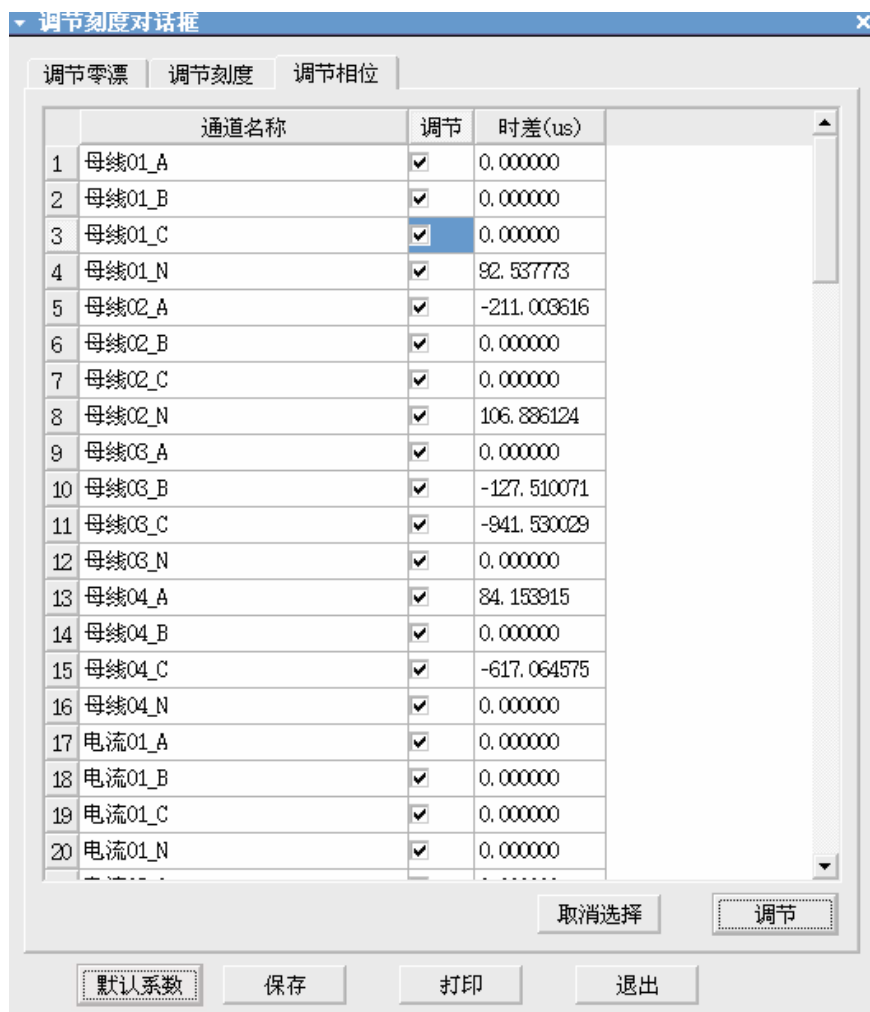 调节刻度对话框
调节零漂 调节刻度 调节相位
通道名称 调节 时差(us)
1 母线01_A 0.000000
2 母线01_B 0.000000
3 母线01_C 0.000000
4 母线01_N 92.537773
5 母线02_A -211.003616
6 母线02_B 0.000000
7 母线02_C 0.000000
8 母线02_N 106.886124
9 母线03_A 0.000000
10 母线03_B -127.510071
11 母线03_C -941.530029
12 母线03_N 0.000000
13 母线04_A 84.153915
14 母线04_B 0.000000
15 母线04_C -617.064575
16 母线04_N 0.000000
17 电流01_A 0.000000
18 电流01_B 0.000000
19 电流01_C 0.000000
20 电流01_N 0.000000
取消选择 调节
默认系数 保存 打印 退出